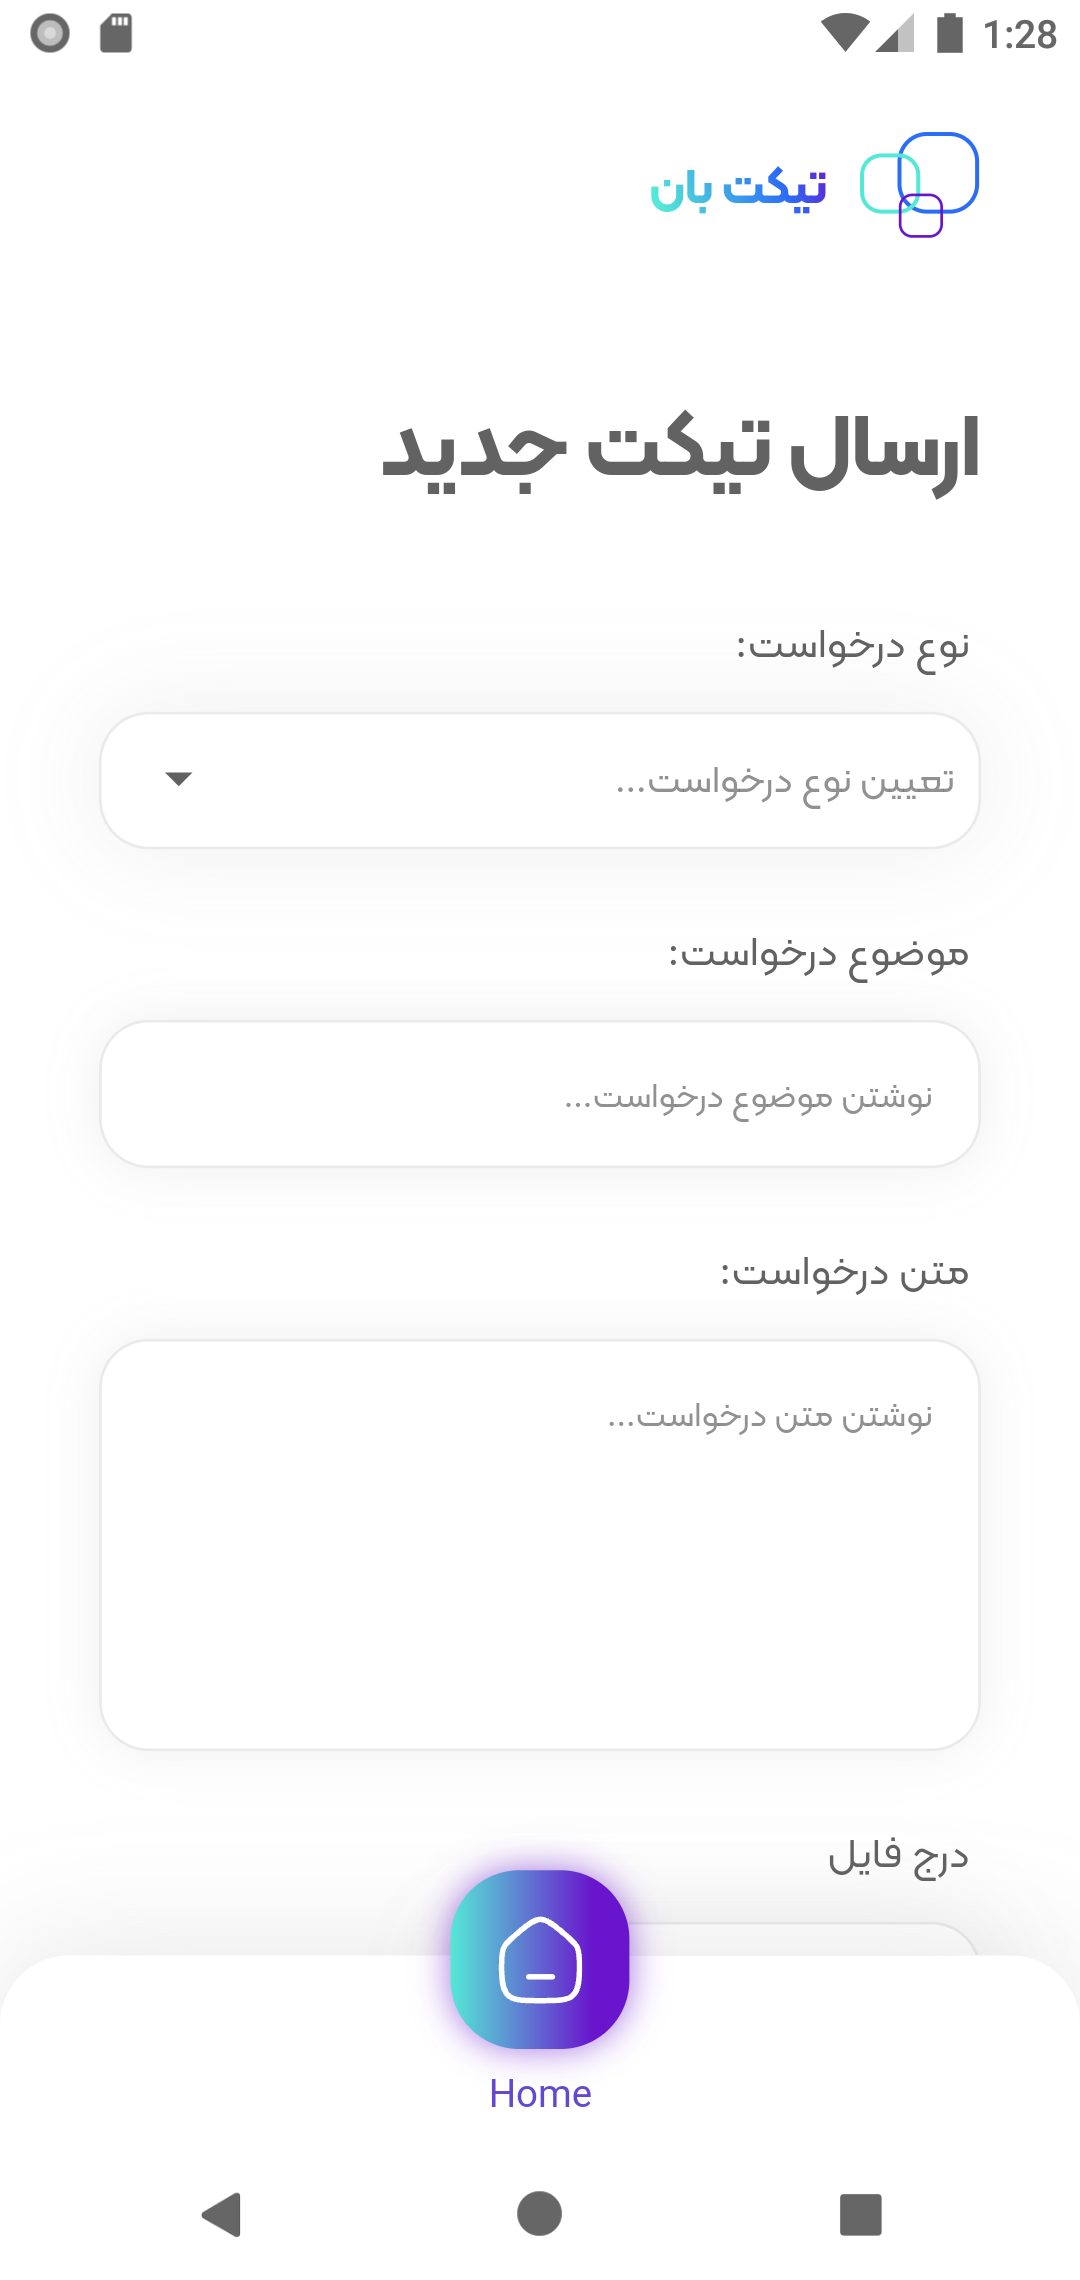 1:28
تیکت بان
ارسال تیکت جدید
نوع درخواست:
تعیین نوع درخواست...
موضوع درخواست:
نوشتن موضوع درخواست...
متن درخواست:
نوشتن متن درخواست...
درج فایل
Home